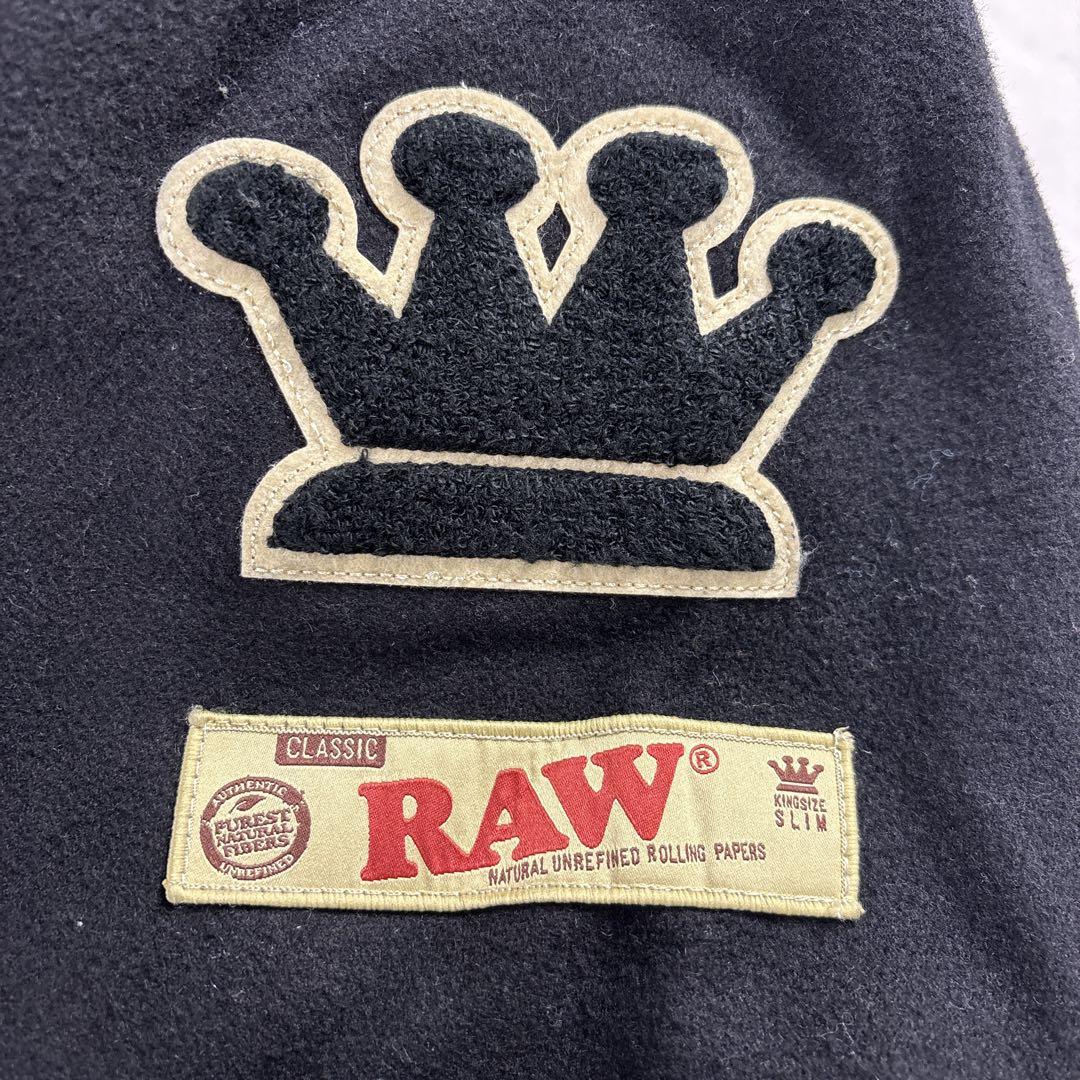 CLASSIC
AUTHENTIC
PUREST
NATURAL
FIBERS
UNREFINED
RAW®
NATURAL UNREFINED ROLLING PAPERS
KINGSIZE
SLIM